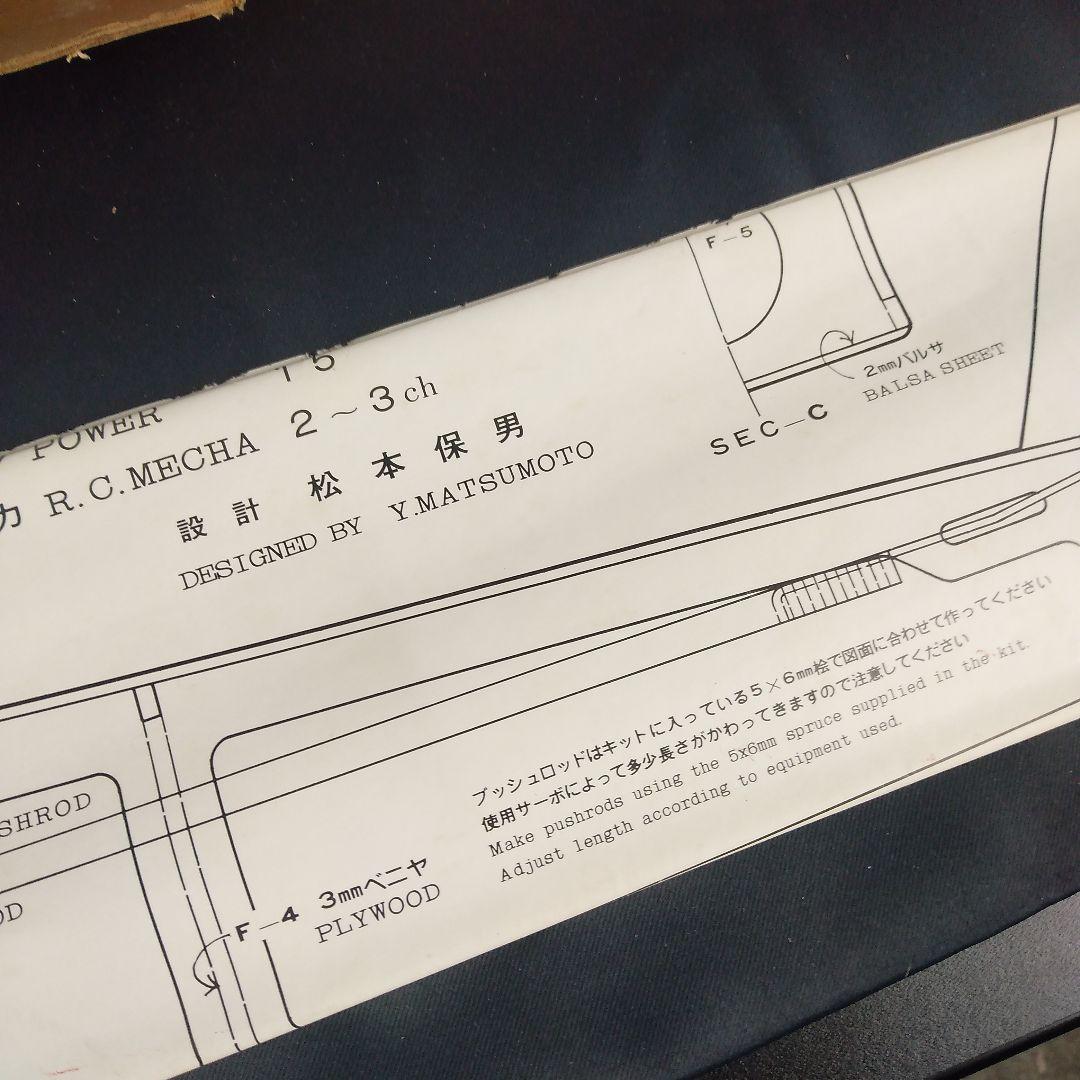 15
POWER
カ R.C.MECHA 2～3ch
設計 松本保男
DESIGNED BY Y.MATSUMOTO
F-5
2mmバルサ
BALSA SHEET
SEC-C
プッシュロッドはキットに入っている5×6mm桧で図面に合わせて作ってください
使用サーボによって多少長さがかわってきますので注意してください
Make pushrods using the 5x6mm spruce supplied in the kit.
Adjust length according to equipment used.
SHROD
OD
F-4 3mmベニヤ
PLYWOOD